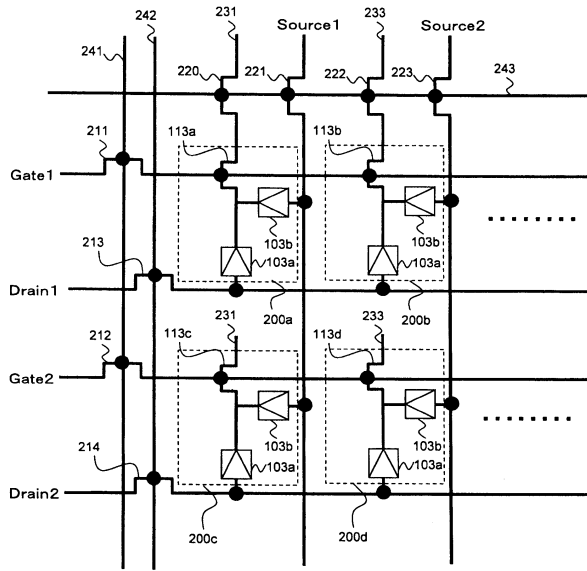 231
233
242
Source1
Source2
241
220
221
222
223
243
211
113a
113b
Gate1
103b
103b
213
103a
103a
Drain1
200a
200b
231
233
212
113c
113d
Gate2
103b
103b
214
103a
103a
Drain2
200c
200d